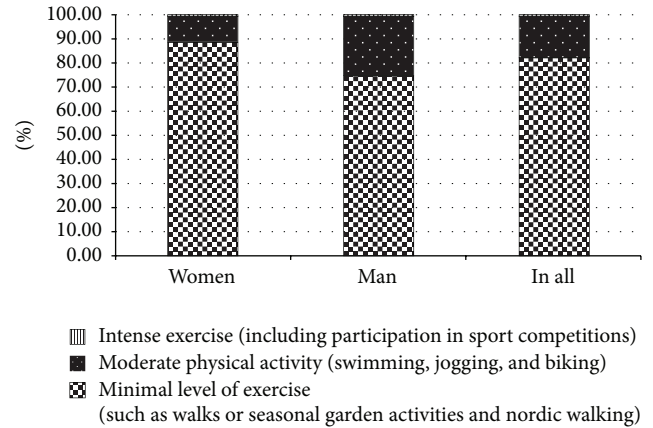 100.00
90.00
80.00
70.00
60.00
50.00
40.00
30.00
20.00
10.00
0.00
(%)
Women Man In all
Intense exercise (including participation in sport competitions)
Moderate physical activity (swimming, jogging, and biking)
Minimal level of exercise
(such as walks or seasonal garden activities and nordic walking)